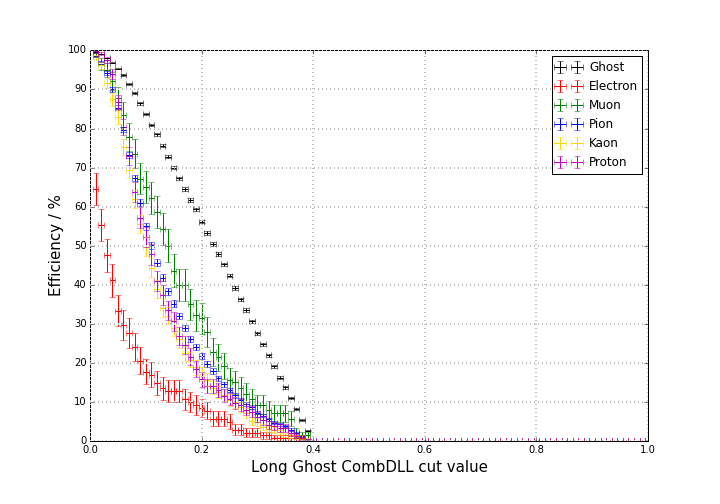 100
90
80
70
60
50
40
30
20
10
0
Efficiency / %
Ghost
Electron
Muon
Pion
Kaon
Proton
0.0 0.2 0.4 0.6 0.8 1.0
Long Ghost CombDLL cut value